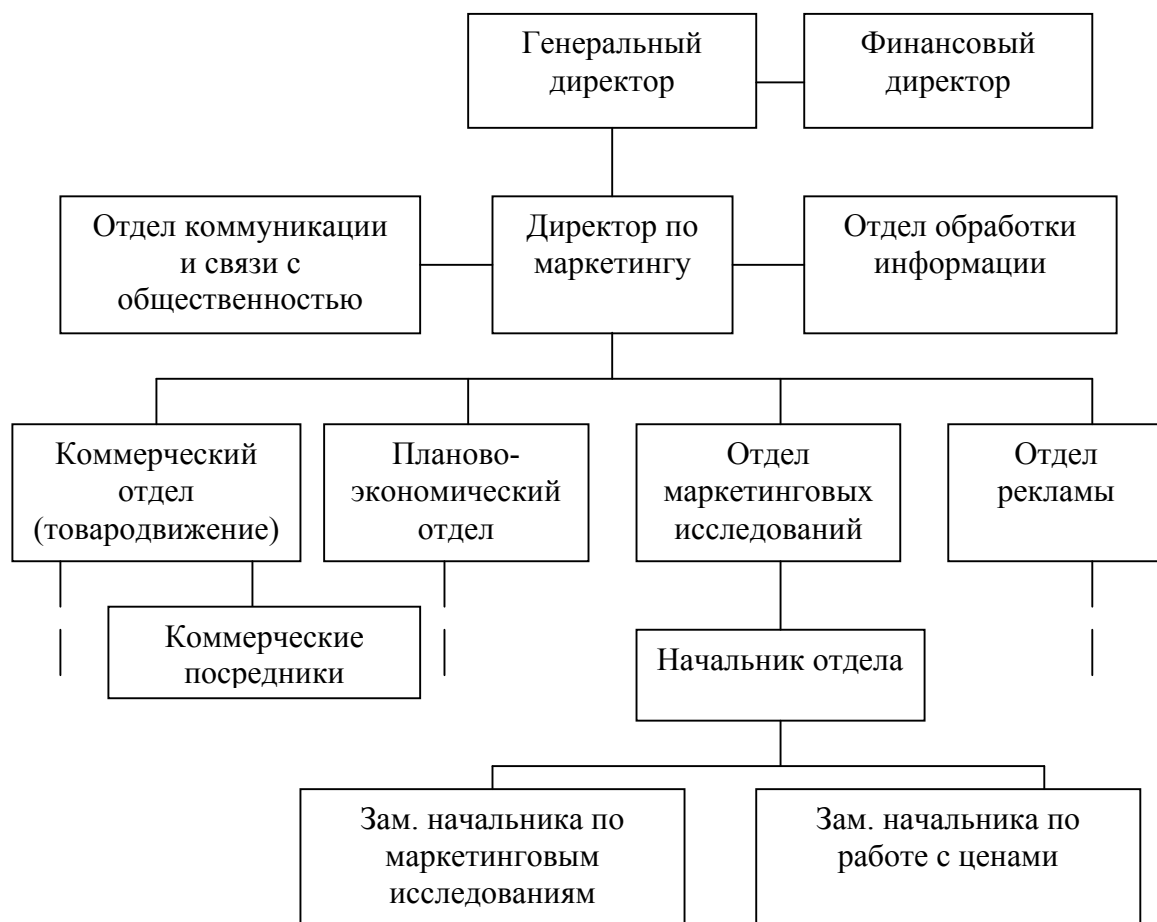 Генеральный
директор
Финансовый
директор
Отдел коммуникации
и связи с
общественностью
Директор по
маркетингу
Отдел обработки
информации
Коммерческий
отдел
(товародвижение)
Планово-
экономический
отдел
Отдел
маркетинговых
исследований
Отдел
рекламы
Коммерческие
посредники
Начальник отдела
Зам. начальника по
маркетинговым
исследованиям
Зам. начальника по
работе с ценами